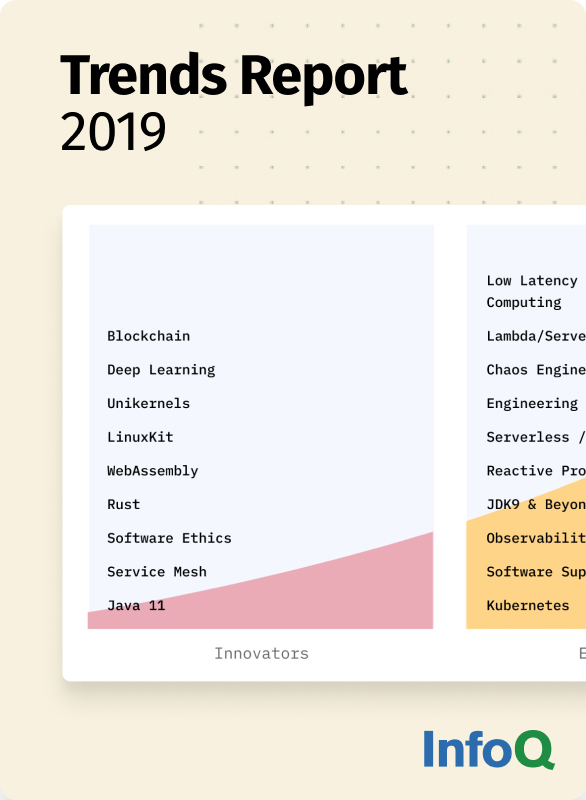 Trends Report
2019
Blockchain
Deep Learning
Unikernels
LinuxKit
WebAssembly
Rust
Software Ethics
Service Mesh
Java 11
Innovators
Low Latency
Computing
Lambda/Serve
Chaos Engine
Engineering
Serverless /
Reactive Pro
JDK9 & Beyon
Observabilit
Software Sup
Kubernetes
E
InfoQ